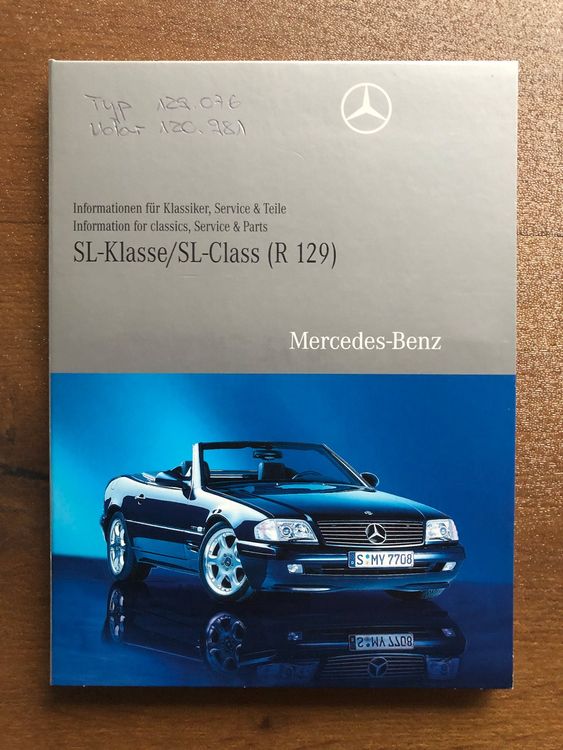 Typ 129.076
Motor 120.981
Informationen für Klassiker, Service & Teile
Information for classics, Service & Parts
SL-Klasse/SL-Class (R 129)
Mercedes-Benz
S MY 7708